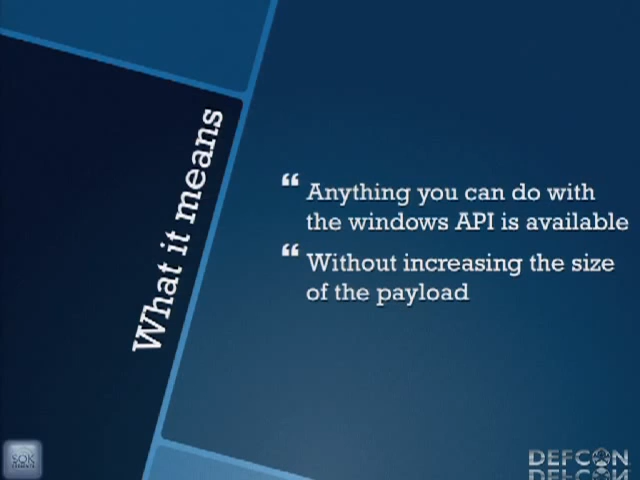 What it means
“ Anything you can do with
the windows API is available
“ Without increasing the size
of the payload
SOK
DEFCON